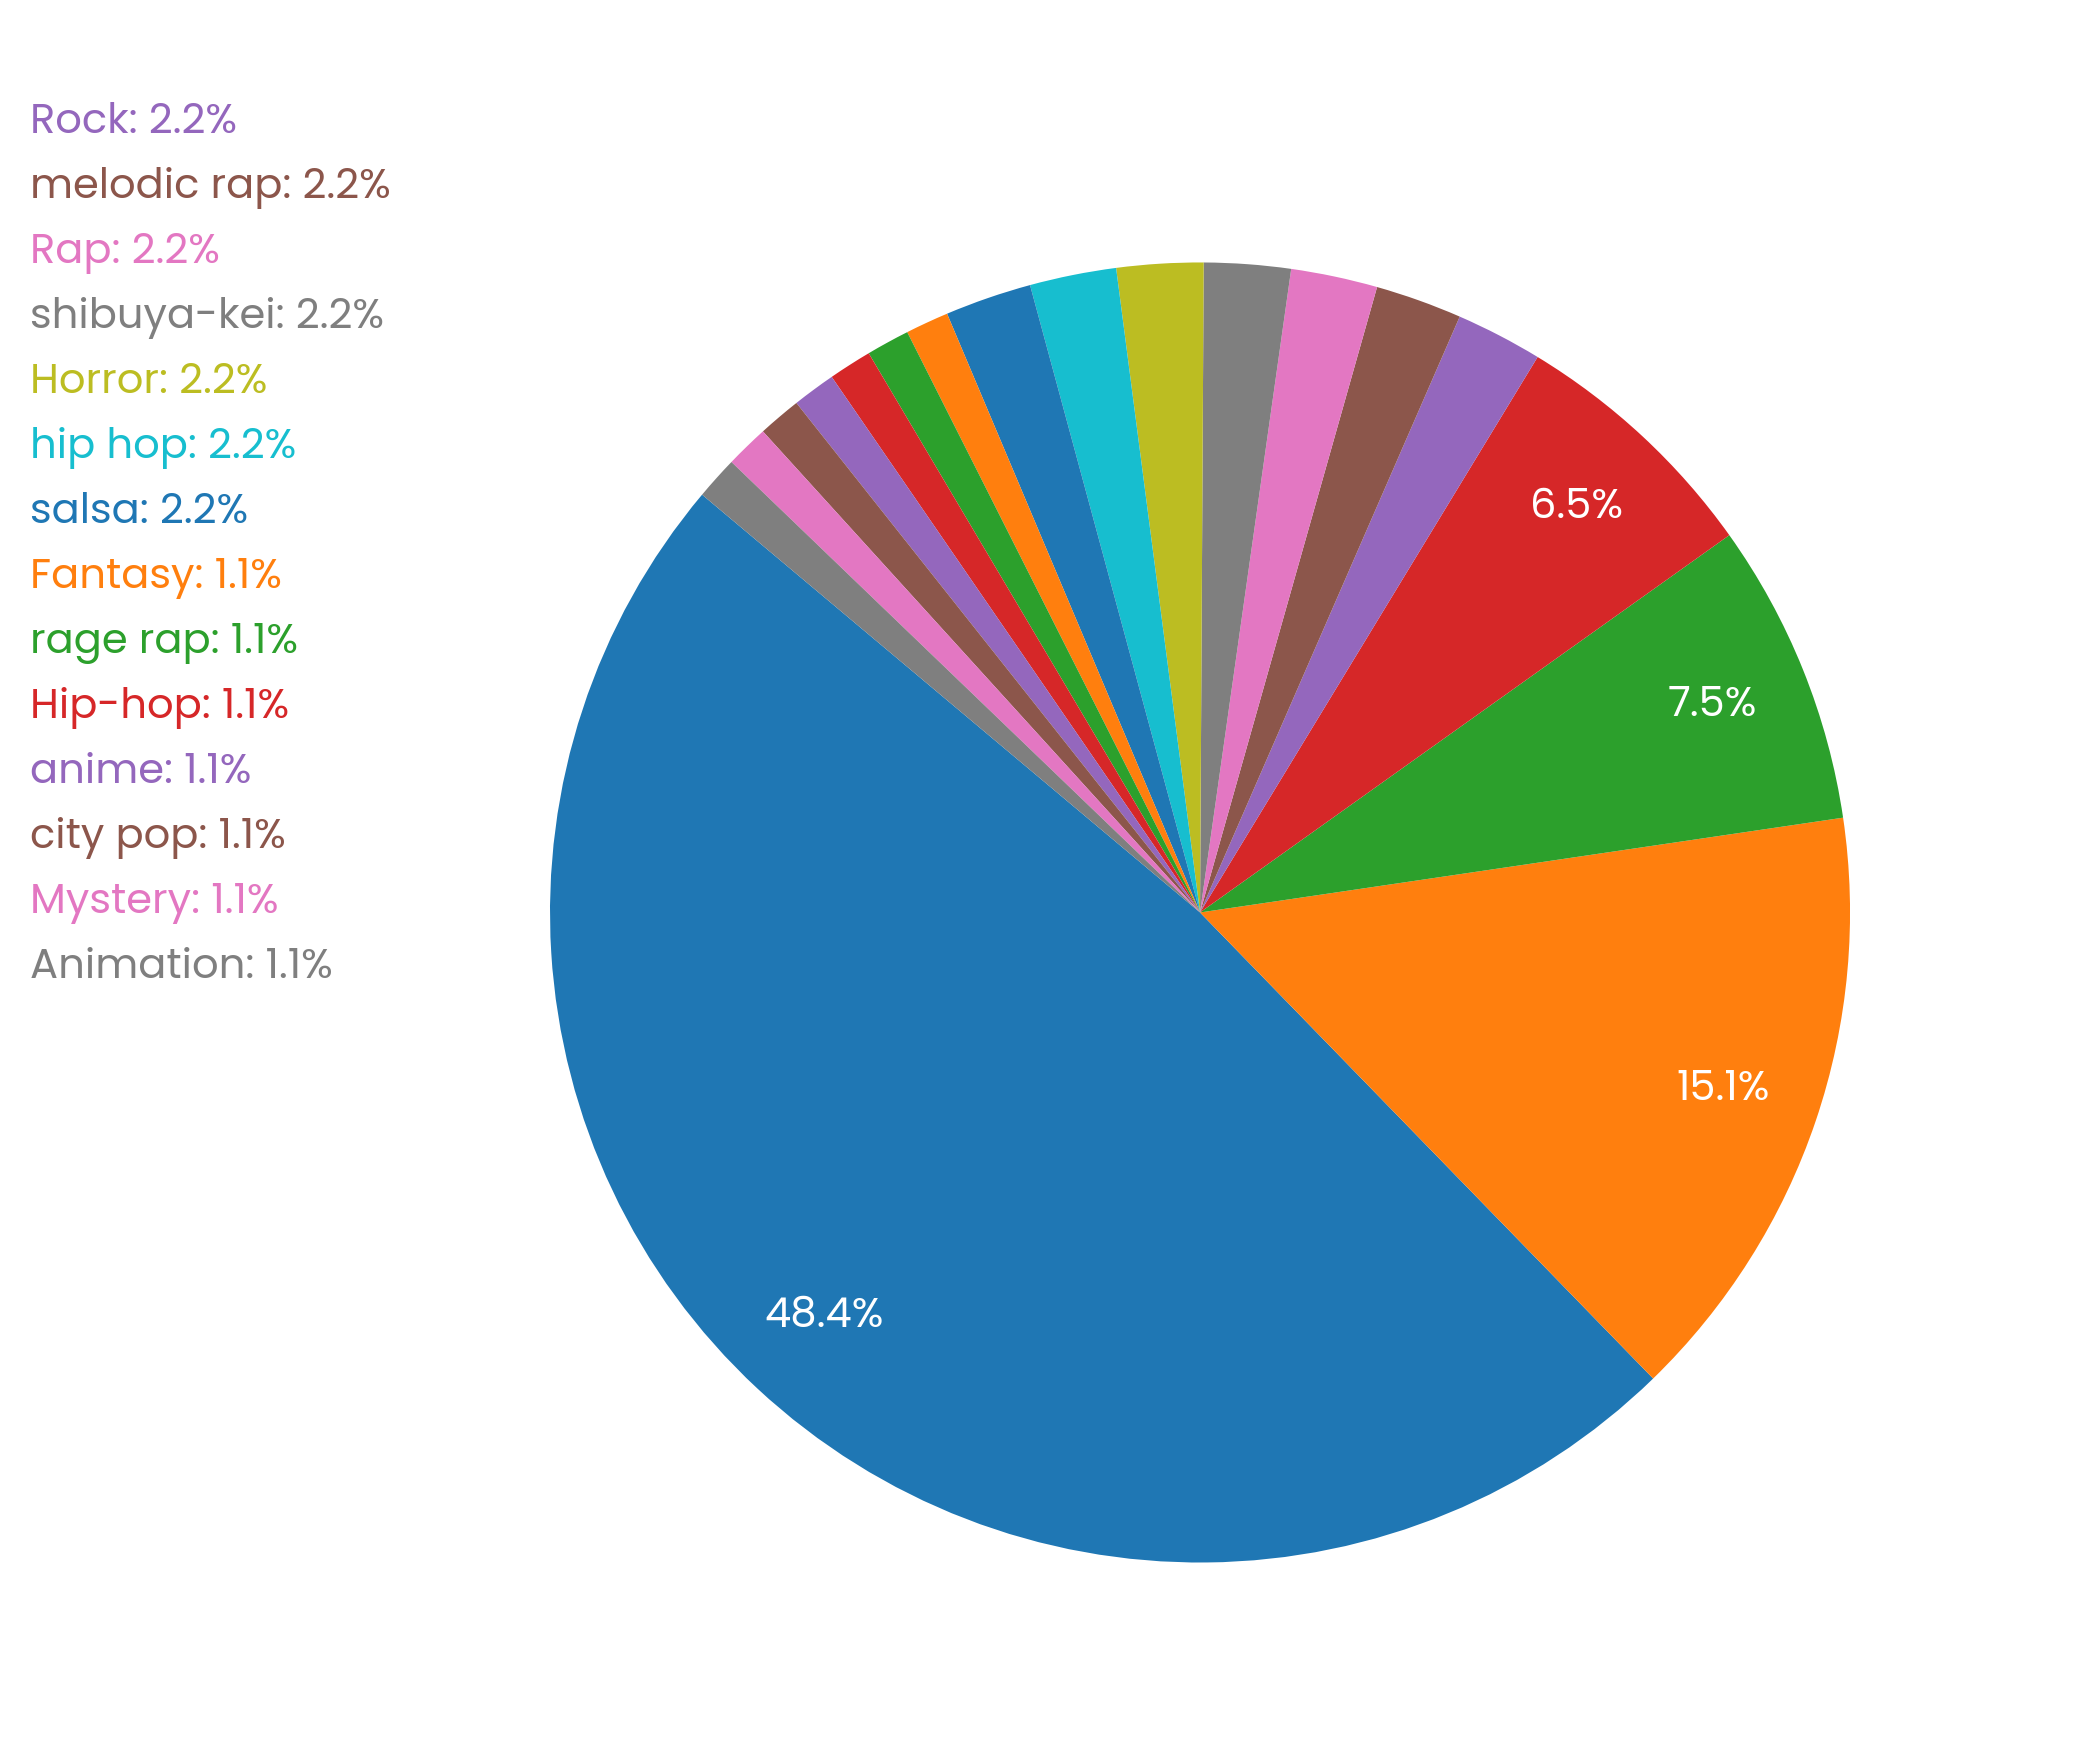 Rock: 2.2%
melodic rap: 2.2%
Rap: 2.2%
shibuya-kei: 2.2%
Horror: 2.2%
hip hop: 2.2%
salsa: 2.2%
Fantasy: 1.1%
rage rap: 1.1%
Hip-hop: 1.1%
anime: 1.1%
city pop: 1.1%
Mystery: 1.1%
Animation: 1.1%
6.5%
7.5%
15.1%
48.4%